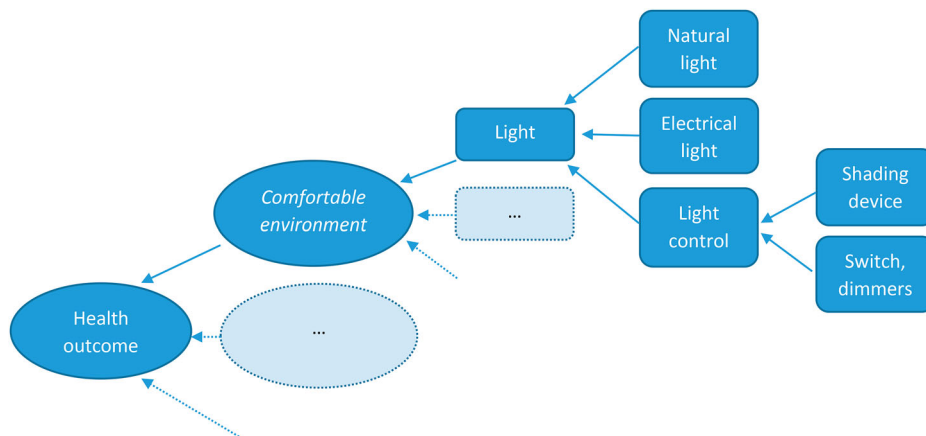 Natural
light
Light
Electrical
light
Comfortable
environment
...
Light
control
Shading
device
Switch,
dimmers
Health
outcome
...